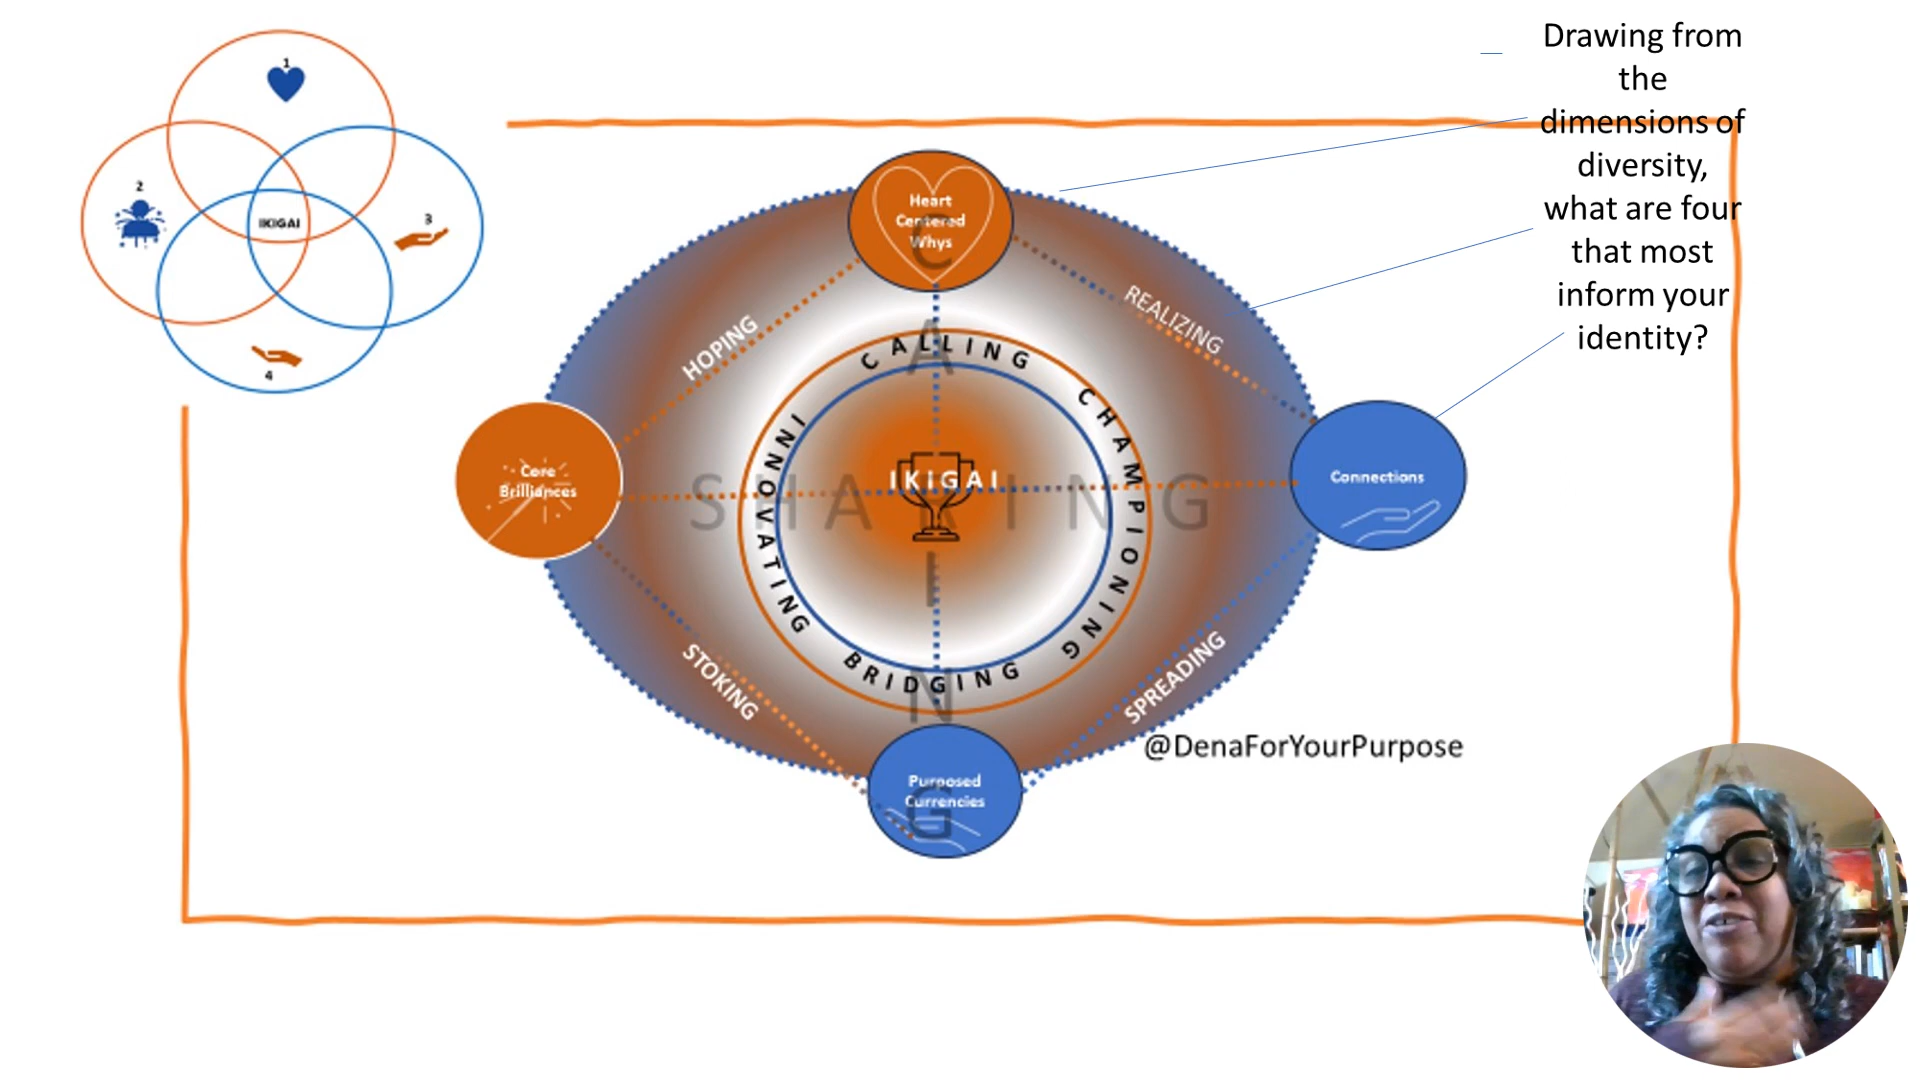 1
2
IKIGAI
3
4
Drawing from
the
dimensions of
diversity,
what are four
that most
inform your
identity?
Heart
Centered
Whys
HOPING
REALIZING
CALLING
CHAMPIONING
INNOVATING
BRIDGING
Core
Brilliances
IKiGAI
SHARING
CARING
Connections
STOKING
SPREADING
Purposed
Currencies
@DenaForYourPurpose